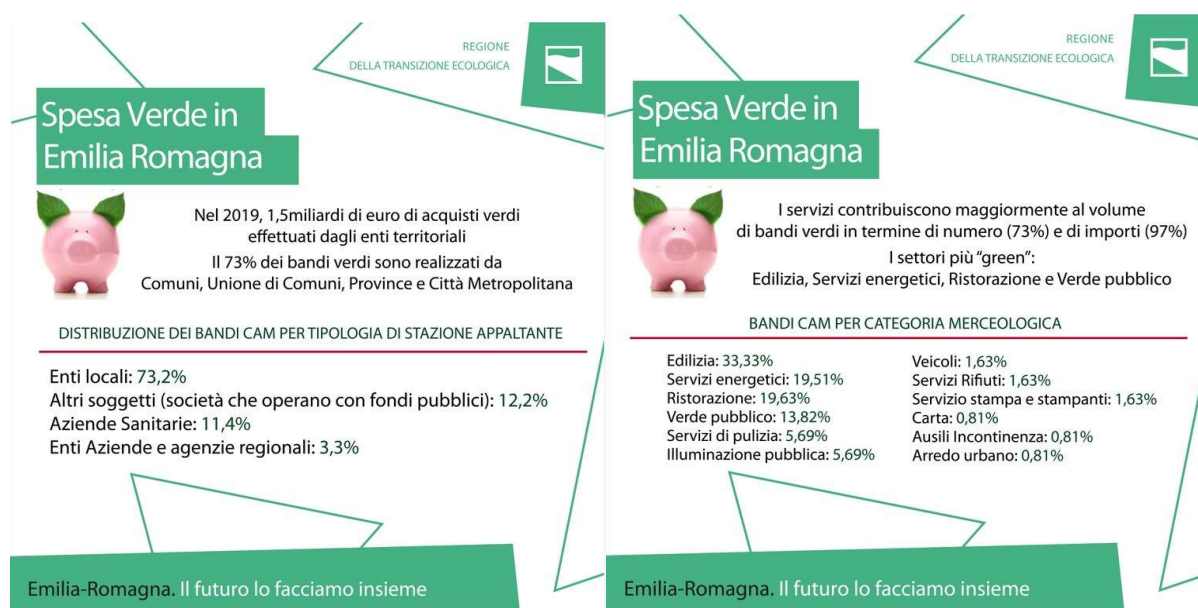 REGIONE
DELLA TRANSIZIONE ECOLOGICA
Spesa Verde in
Emilia Romagna
Nel 2019, 1,5miliardi di euro di acquisti verdi
effettuati dagli enti territoriali
Il 73% dei bandi verdi sono realizzati da
Comuni, Unione di Comuni, Province e Città Metropolitana
DISTRIBUZIONE DEI BANDI CAM PER TIPOLOGIA DI STAZIONE APPALTANTE
Enti locali: 73,2%
Altri soggetti (società che operano con fondi pubblici): 12,2%
Aziende Sanitarie: 11,4%
Enti Aziende e agenzie regionali: 3,3%
Emilia-Romagna. Il futuro lo facciamo insieme
REGIONE
DELLA TRANSIZIONE ECOLOGICA
Spesa Verde in
Emilia Romagna
I servizi contribuiscono maggiormente al volume
di bandi verdi in termine di numero (73%) e di importi (97%)
I settori più "green":
Edilizia, Servizi energetici, Ristorazione e Verde pubblico
BANDI CAM PER CATEGORIA MERCEOLOGICA
Edilizia: 33,33%
Servizi energetici: 19,51%
Ristorazione: 19,63%
Verde pubblico: 13,82%
Servizi di pulizia: 5,69%
Illuminazione pubblica: 5,69%
Veicoli: 1,63%
Servizi Rifiuti: 1,63%
Servizio stampa e stampanti: 1,63%
Carta: 0,81%
Ausili Incontinenza: 0,81%
Arredo urbano: 0,81%
Emilia-Romagna. Il futuro lo facciamo insieme